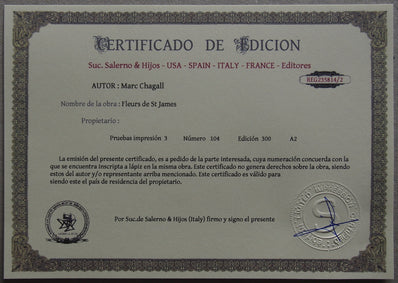 CERTIFICADO DE EDICION
Suc. Salerno & Hijos - USA - SPAIN - ITALY - FRANCE - Editores
HEG235814/2
AUTOR : Marc Chagall
Nombre de la obra : Fleurs de St James
Propietario :
Pruebas impresión 3 Número 104 Edición 300 A2
La emisión del presente certificado, es a pedido de la parte interesada, cuya numeración concuerda con la
que se encuentra inscripta a lápiz en la misma obra. Este certificado no genera derechos sobre la obra, siendo
estos del autor y/o representante arriba mencionado. Este certificado es válido para
siendo este el país de residencia del propietario.
Por Suc.de Salerno & Hijos (Italy) firmo y signo el presente